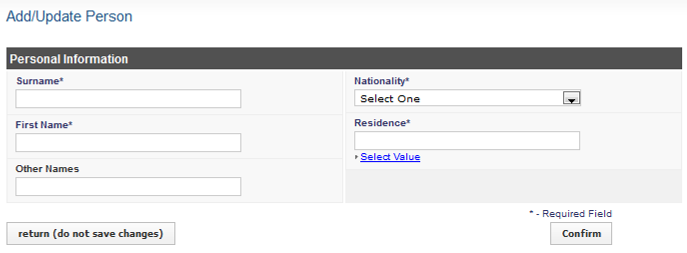 Add/Update Person
Personal Information
Surname*
First Name*
Other Names
Nationality*
Select One
Residence*
Select Value
* - Required Field
return (do not save changes)
Confirm